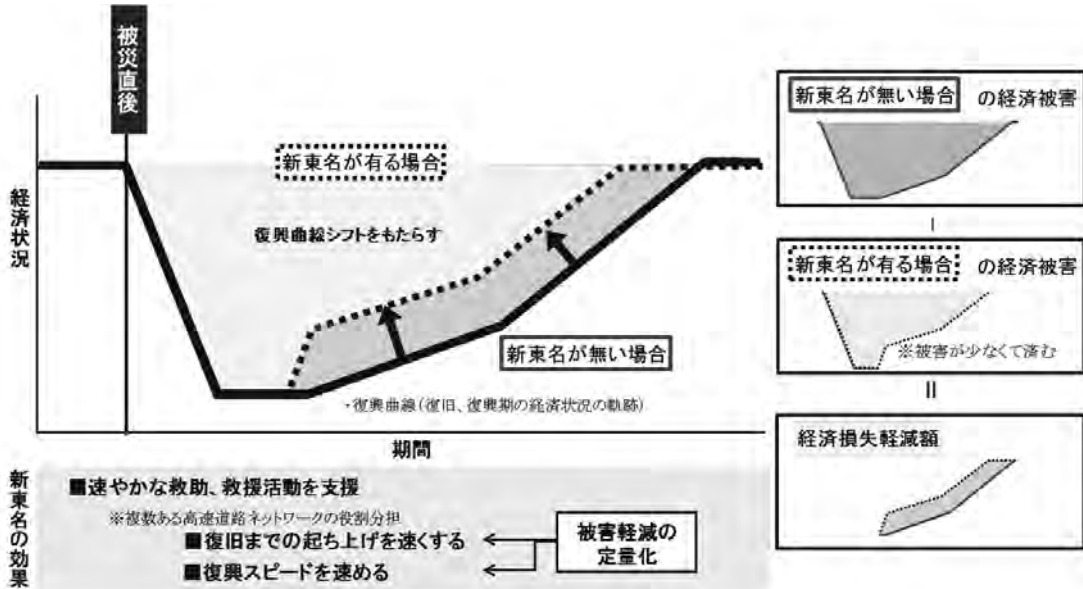 被災直後
経済状況
新東名が有る場合
復興曲線シフトをもたらす
新東名が無い場合
・復興曲線(復旧、復興期の経済状況の軌跡)
期間
新東名が無い場合 の経済被害
新東名が有る場合 の経済被害
※被害が少なくて済む
経済損失軽減額
新東名の効果
■速やかな救助、救援活動を支援
※複数ある高速道路ネットワークの役割分担
■復旧までの起ち上げを速くする
■復興スピードを速める
被害軽減の
定量化